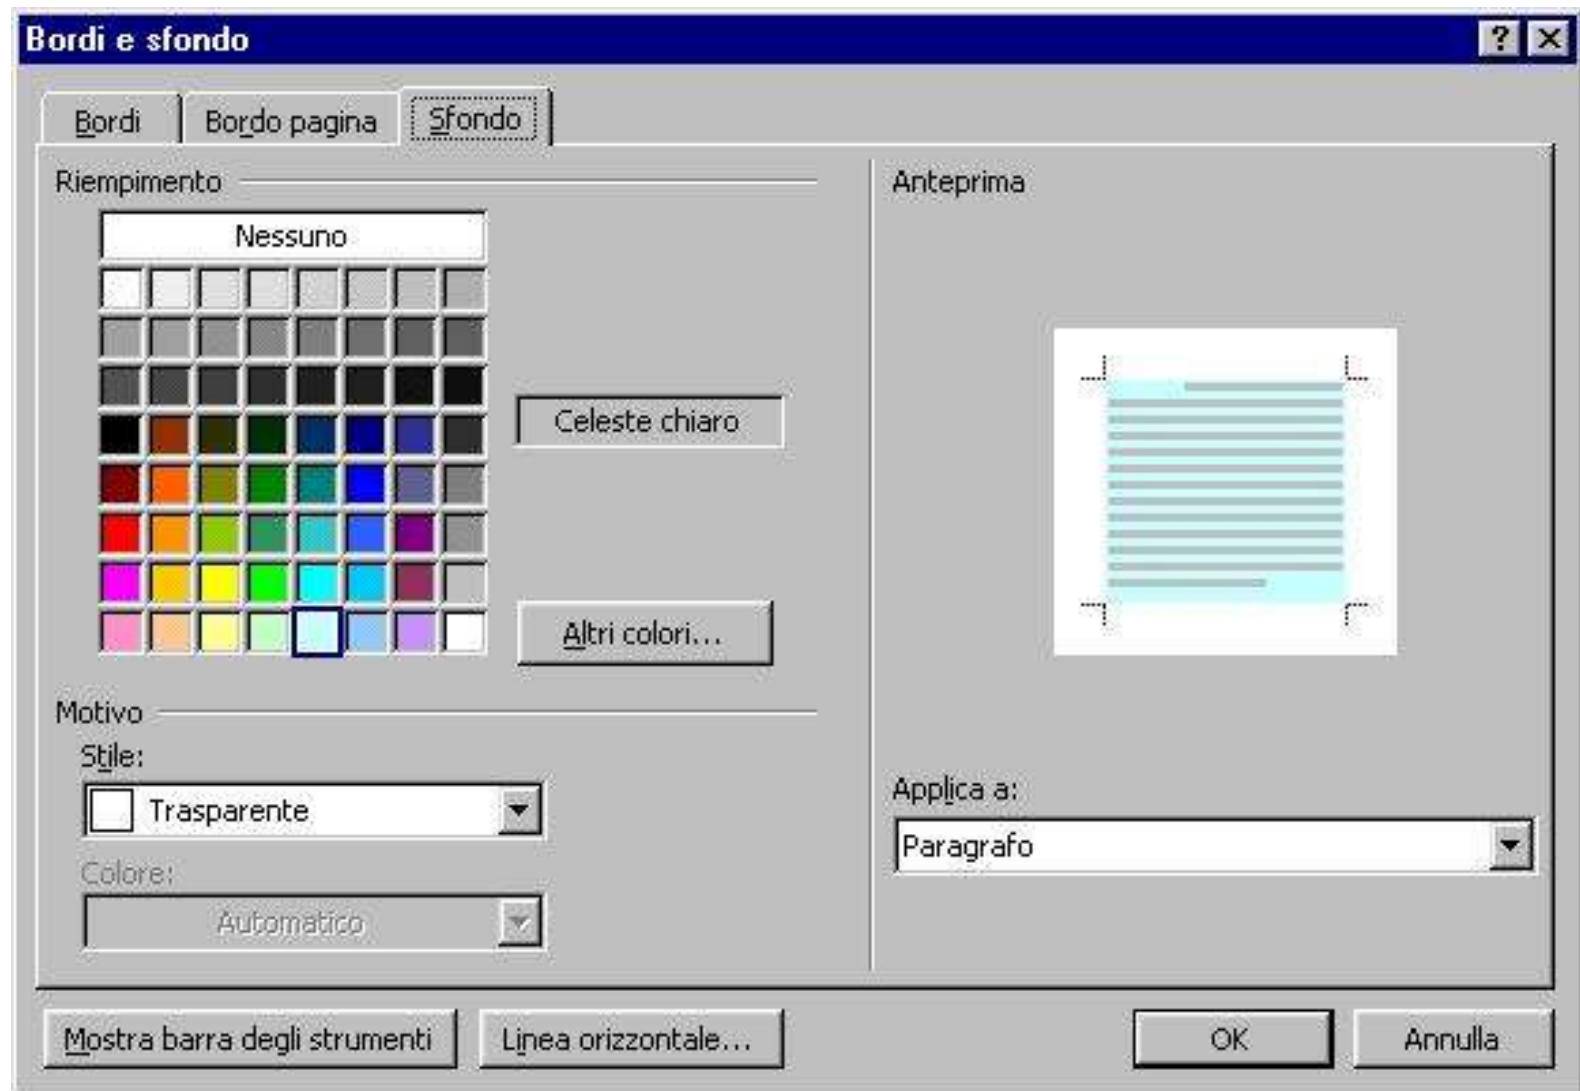 Bordi e sfondo
Bordi
Bordo pagina
Sfondo
Riempimento
Nessuno
Celeste chiaro
Altri colori...
Motivo
Stile:
Trasparente
Colore:
Automatico
Anteprima
Applica a:
Paragrafo
Mostra barra degli strumenti
Linea orizzontale...
OK
Annulla